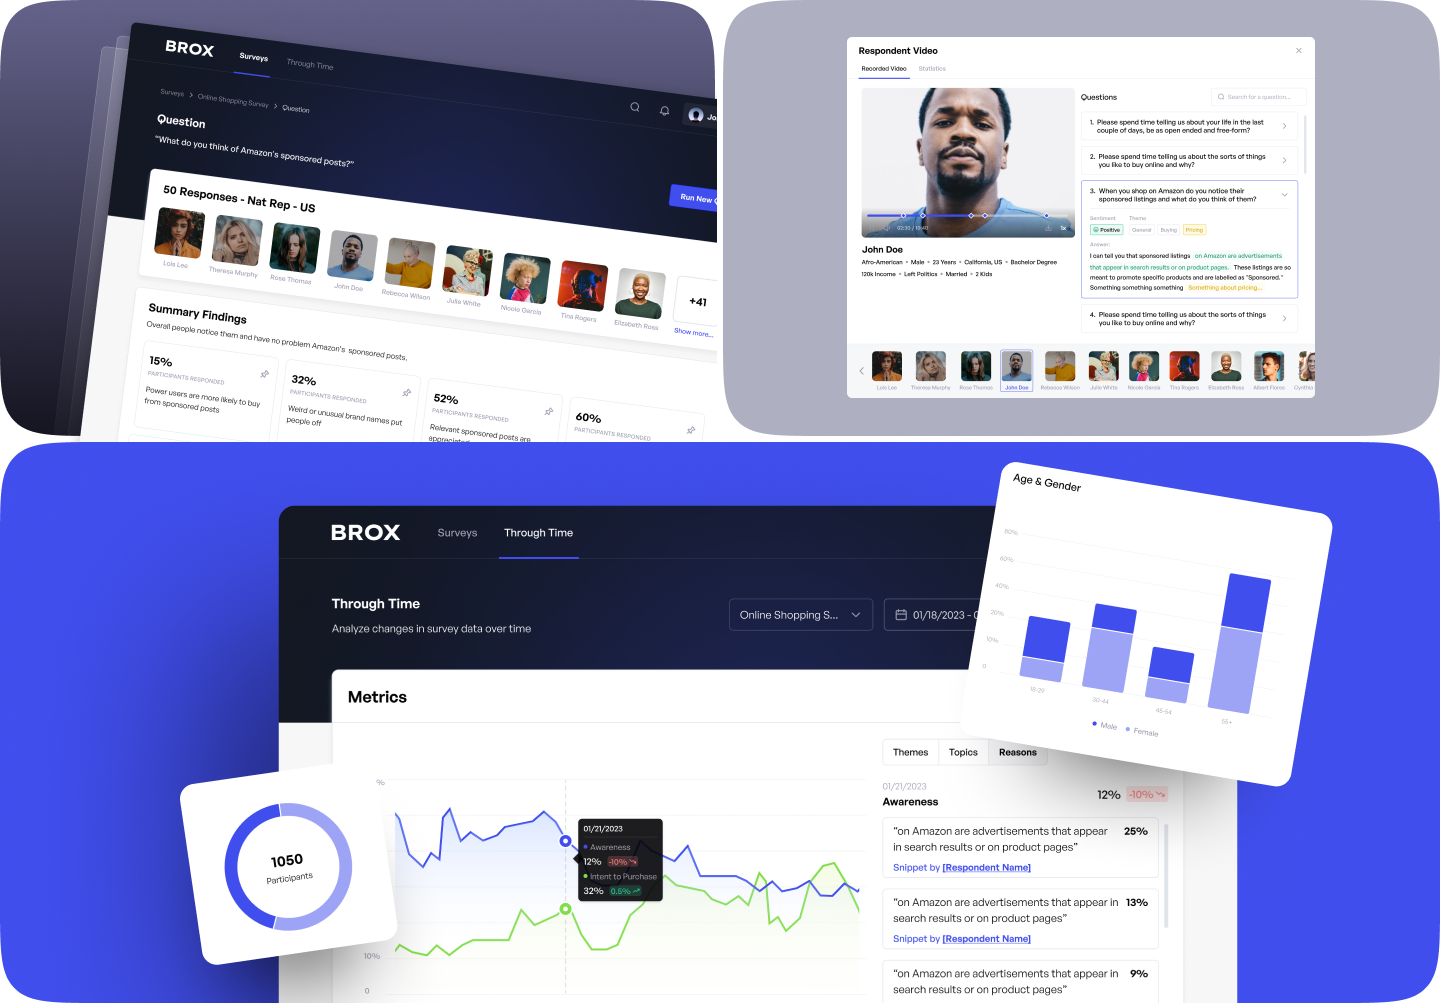 BROX
Surveys
Through Time
Surveys > Online Shopping Survey > Question
Question
"What do you think of Amazon's sponsored posts?"
Run New
50 Responses - Nat Rep - US
Lois Lee
Theresa Murphy
Rose Thomas
John Doe
Rebecca Wilson
Julia White
Nicola Garcia
Tina Rogers
Elizabeth Ross
+41
Show more...
Summary Findings
Overall people notice them and have no problem Amazon's sponsored posts.
15%
PARTICIPANTS RESPONDED
Power users are more likely to buy
from sponsored posts
32%
PARTICIPANTS RESPONDED
Weird or unusual brand names put
people off
52%
PARTICIPANTS RESPONDED
Relevant sponsored posts are
60%
PARTICIPANTS RESPONDED
Respondent Video
Recorded Video
Statistics
02:30 / 10:40
1x
John Doe
Afro-American • Male • 23 Years • California, US • Bachelor Degree
120k Income • Left Politics • Married • 2 Kids
Questions
Search for a question...
1. Please spend time telling us about your life in the last
couple of days, be as open ended and free-form?
2. Please spend time telling us about the sorts of things
you like to buy online and why?
3. When you shop on Amazon do you notice their
sponsored listings and what do you think of them?
Sentiment
Theme
Positive
General
Buying
Pricing
Answer:
I can tell you that sponsored listings on Amazon are advertisements
that appear in search results or on product pages. These listings are so
meant to promote specific products and are labelled as "Sponsored."
Something something something Something about pricing...
4. Please spend time telling us about the sorts of things
you like to buy online and why?
Lois Lee
Theresa Murphy
Rose Thomas
John Doe
Rebecca Wilson
Julia White
Nicola Garcia
Tina Rogers
Elizabeth Ross
Albert Flores
Cynthia
BROX
Surveys
Through Time
Through Time
Analyze changes in survey data over time
Online Shopping S...
01/18/2023 -
Metrics
%
10%
0
01/21/2023
Awareness
12% -10%
Intent to Purchase
32% 0.5%
Themes
Topics
Reasons
01/21/2023
Awareness
12% -10%
"on Amazon are advertisements that appear
in search results or on product pages"
25%
Snippet by [Respondent Name]
"on Amazon are advertisements that appear in
search results or on product pages"
13%
Snippet by [Respondent Name]
"on Amazon are advertisements that appear in
search results or on product pages"
9%
1050
Participants
Age & Gender
80%
60%
40%
20%
10%
0
18-29
30-44
45-54
55+
Male
Female